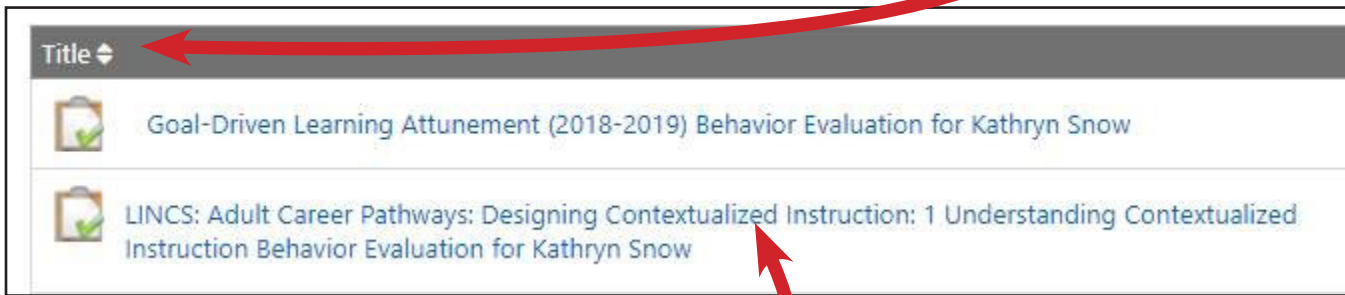 Title
Goal-Driven Learning Attunement (2018-2019) Behavior Evaluation for Kathryn Snow
LINCS: Adult Career Pathways: Designing Contextualized Instruction: 1 Understanding Contextualized
Instruction Behavior Evaluation for Kathryn Snow